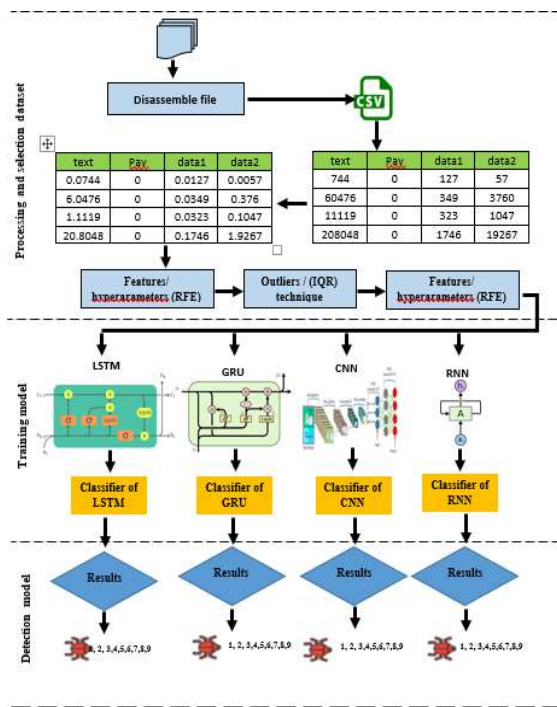 Processing and selection dataset
Disassemble file
CSV
text Pay data1 data2
0.0744 0 0.0127 0.0057
6.0476 0 0.0349 0.376
1.1119 0 0.0323 0.1047
20.8048 0 0.1746 1.9267
text Pay data1 data2
744 0 127 57
60476 0 349 3760
11119 0 323 1047
208048 0 1746 19267
Features/
hyperarameters (RFE)
Outliers / (IQR)
technique
Features/
hyperarameters (RFE)
Training model
LSTM
GRU
CNN
RNN
A
Classifier of
LSTM
Classifier of
GRU
Classifier of
CNN
Classifier of
RNN
Detection model
Results
Results
Results
Results
2, 3,4,5,6,7,8,9
1, 2, 3,4,5,6,7,8,9
1, 2, 3,4,5,6,7,8,9
1, 2, 3,4,5,6,7,8,9